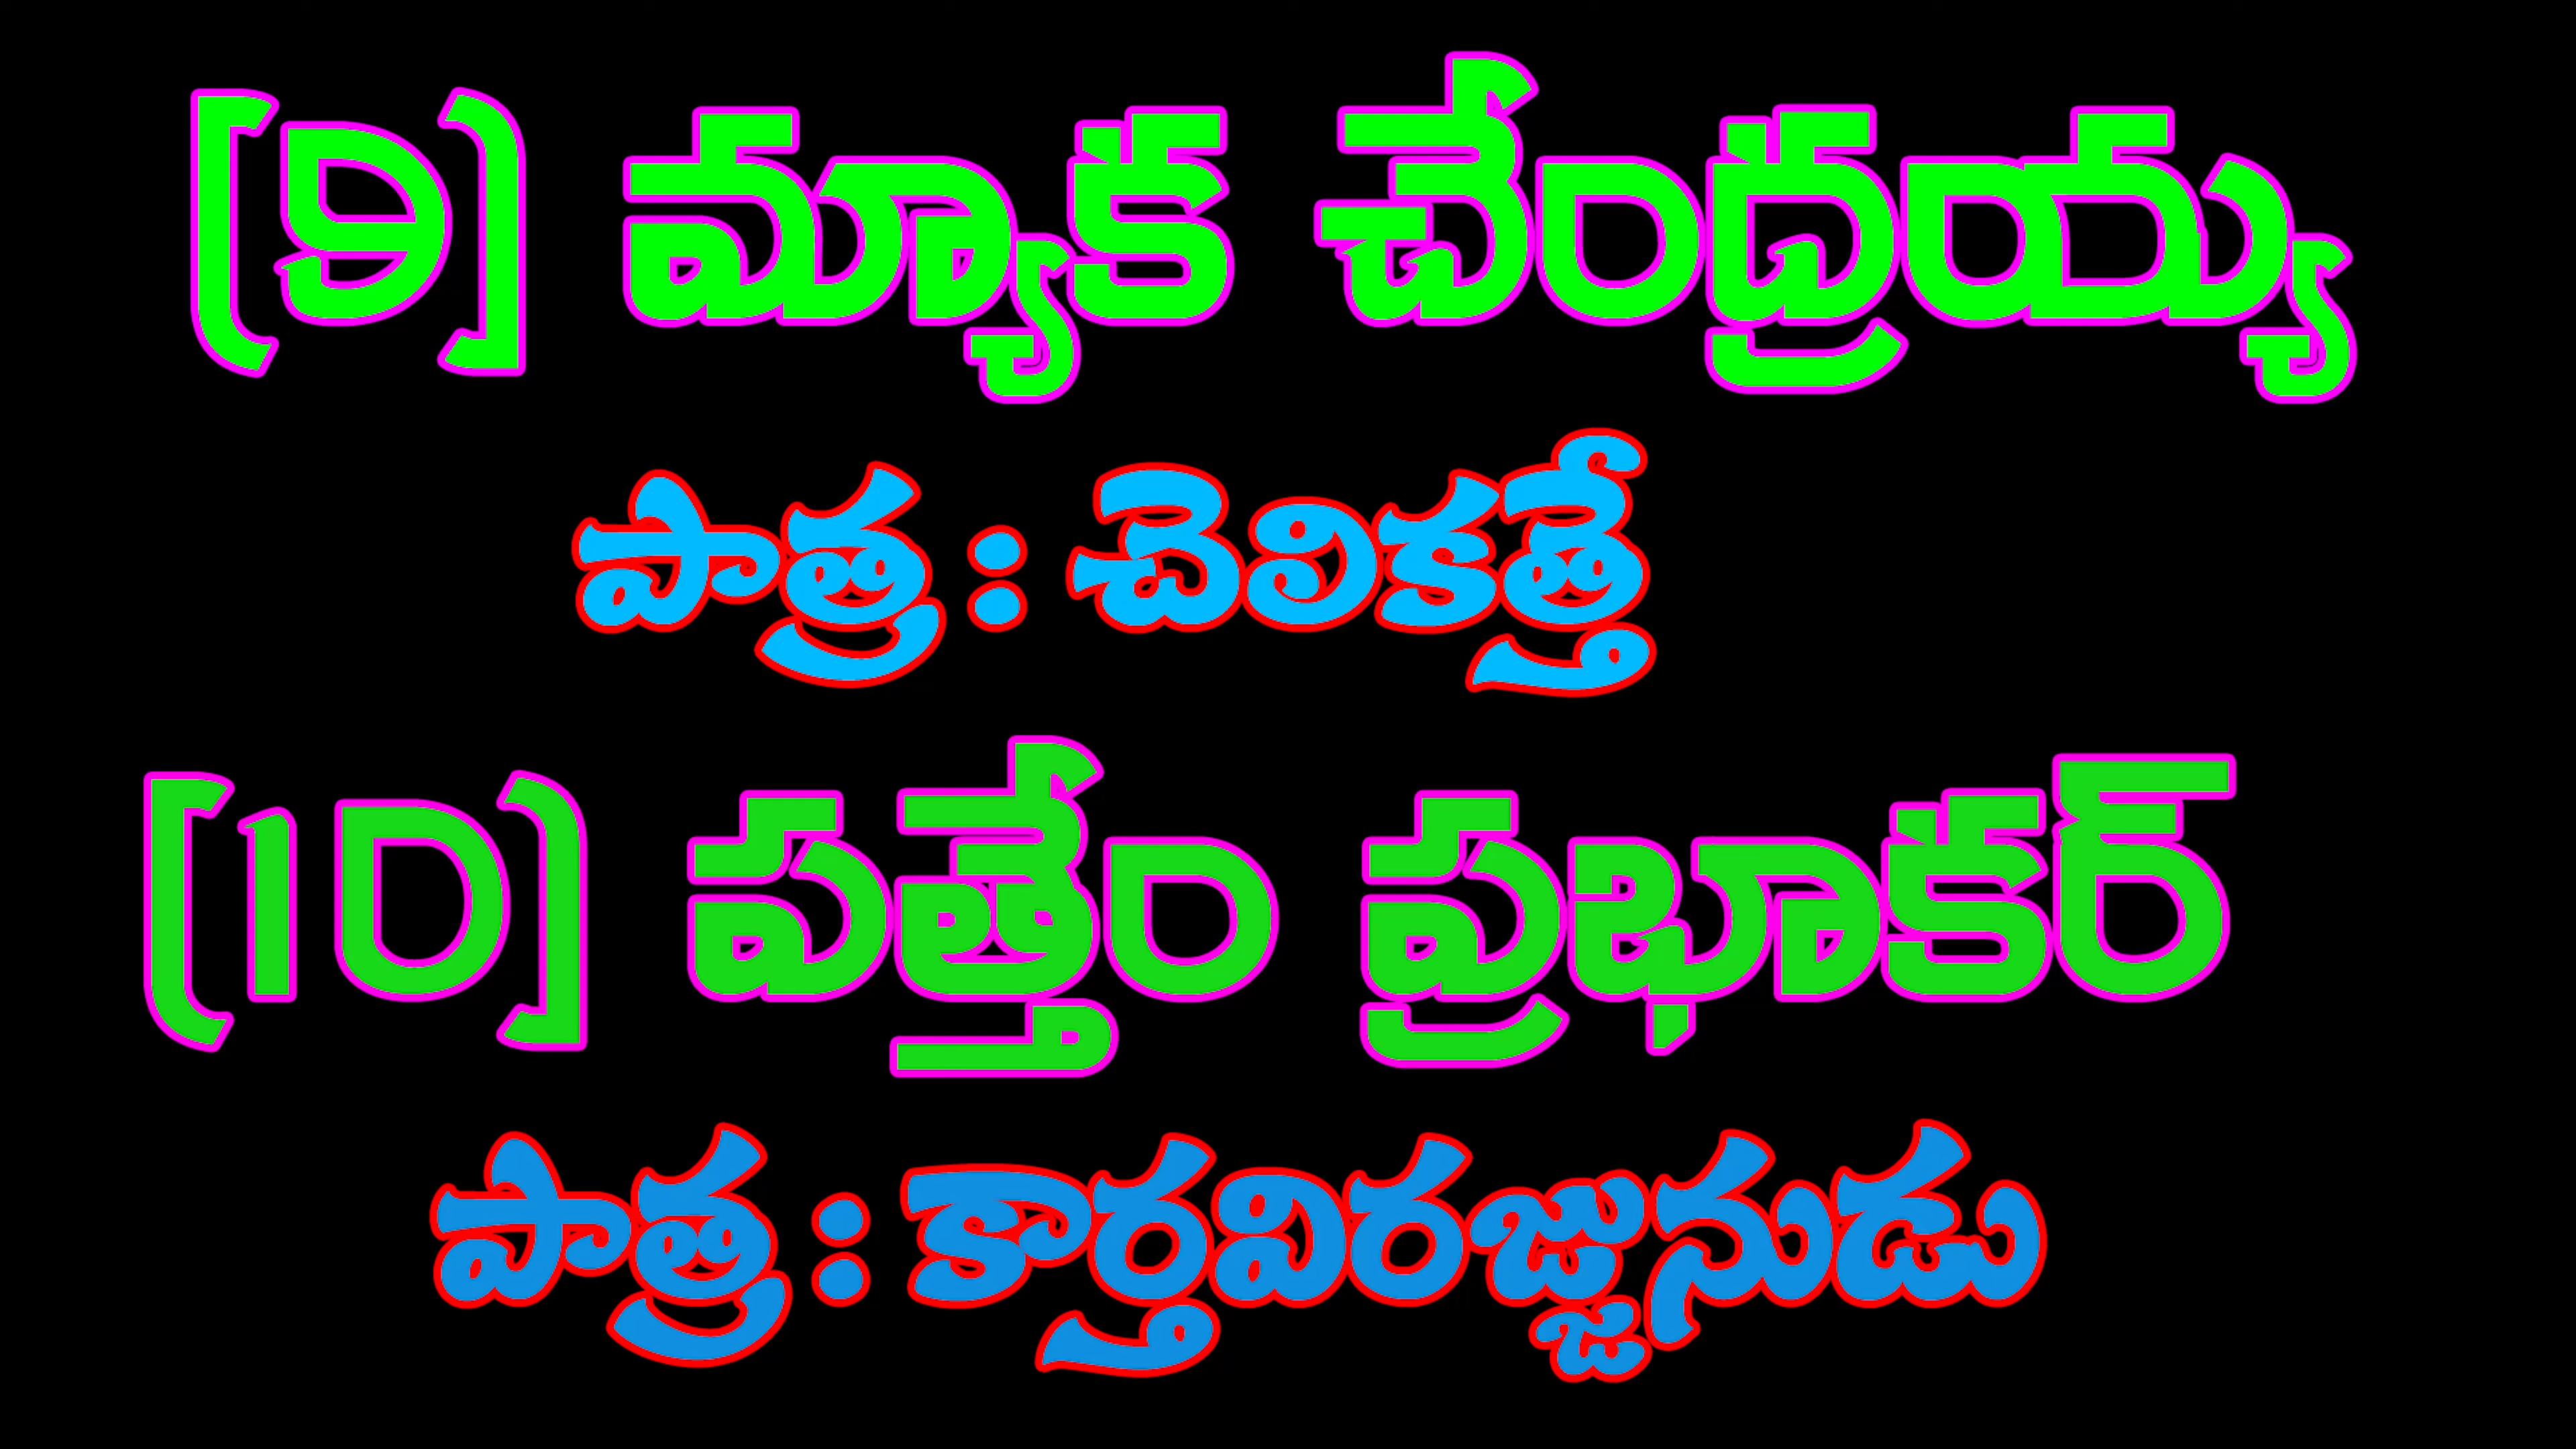 (9) మ్యాక చేంద్రయ్య
పాత్ర : చెలికత్తే
(10) పత్తేం ప్రభాకర్
పాత్ర : కార్తవిరజ్జునుడు